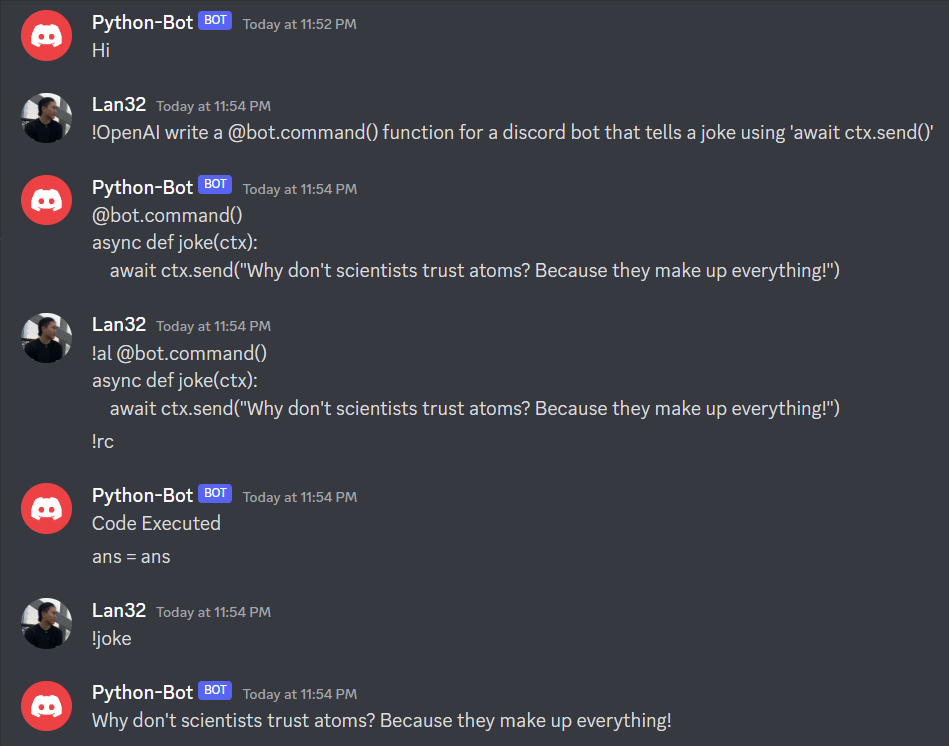 Python-Bot BOT Today at 11:52 PM
Hi
Lan32 Today at 11:54 PM
!OpenAI write a @bot.command() function for a discord bot that tells a joke using 'await ctx.send()'
Python-Bot BOT Today at 11:54 PM
@bot.command()
async def joke(ctx):
    await ctx.send("Why don't scientists trust atoms? Because they make up everything!")
Lan32 Today at 11:54 PM
!al @bot.command()
async def joke(ctx):
    await ctx.send("Why don't scientists trust atoms? Because they make up everything!")
!rc
Python-Bot BOT Today at 11:54 PM
Code Executed
ans = ans
Lan32 Today at 11:54 PM
!joke
Python-Bot BOT Today at 11:54 PM
Why don't scientists trust atoms? Because they make up everything!